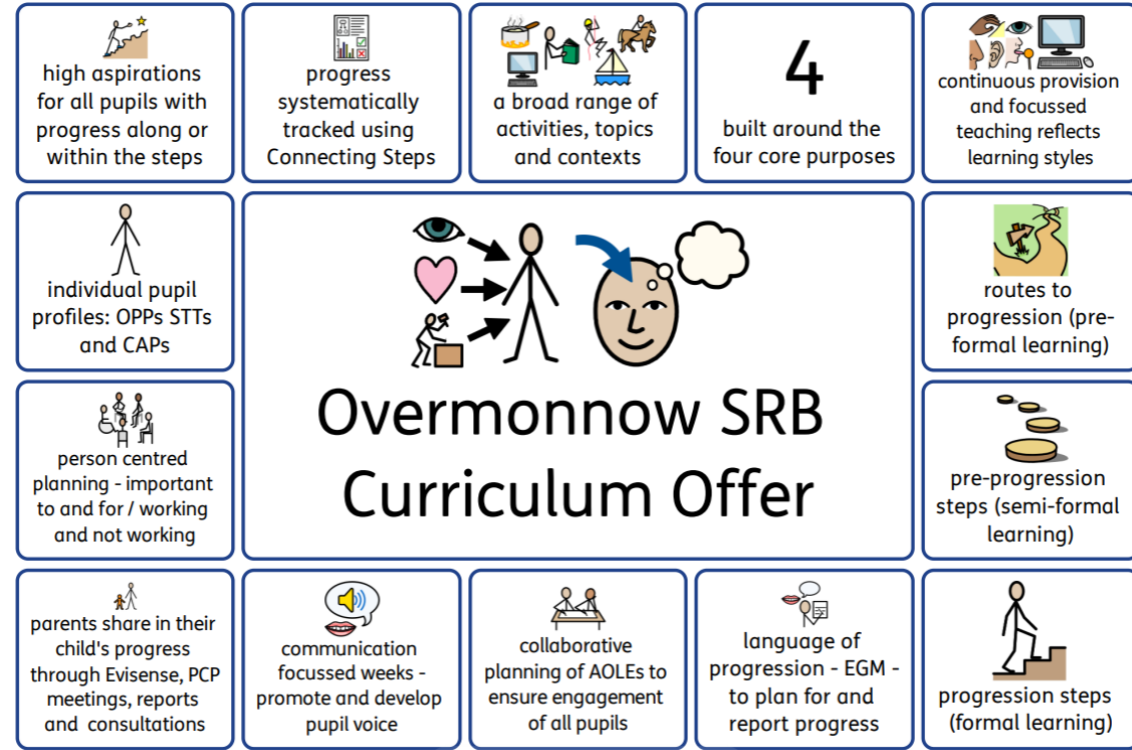 high aspirations
for all pupils with
progress along or
within the steps
progress
systematically
tracked using
Connecting Steps
a broad range of
activities, topics
and contexts
4
built around the
four core purposes
continuous provision
and focussed
teaching reflects
learning styles
individual pupil
profiles: OPPs STTs
and CAPs
Overmonnow SRB
Curriculum Offer
routes to
progression (pre-
formal learning)
person centred
planning - important
to and for / working
and not working
pre-progression
steps (semi-formal
learning)
parents share in their
child's progress
through Evisense, PCP
meetings, reports
and consultations
communication
focussed weeks -
promote and develop
pupil voice
collaborative
planning of AOLEs to
ensure engagement
of all pupils
language of
progression - EGM -
to plan for and
report progress
progression steps
(formal learning)